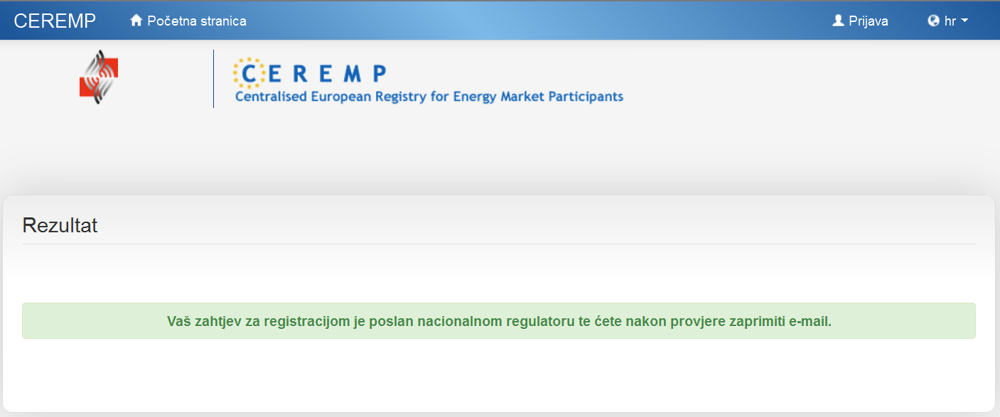 CEREMP Početna stranica Prijava hr
CEREMP
Centralised European Registry for Energy Market Participants
Rezultat
Vaš zahtjev za registracijom je poslan nacionalnom regulatoru te ćete nakon provjere zaprimiti e-mail.